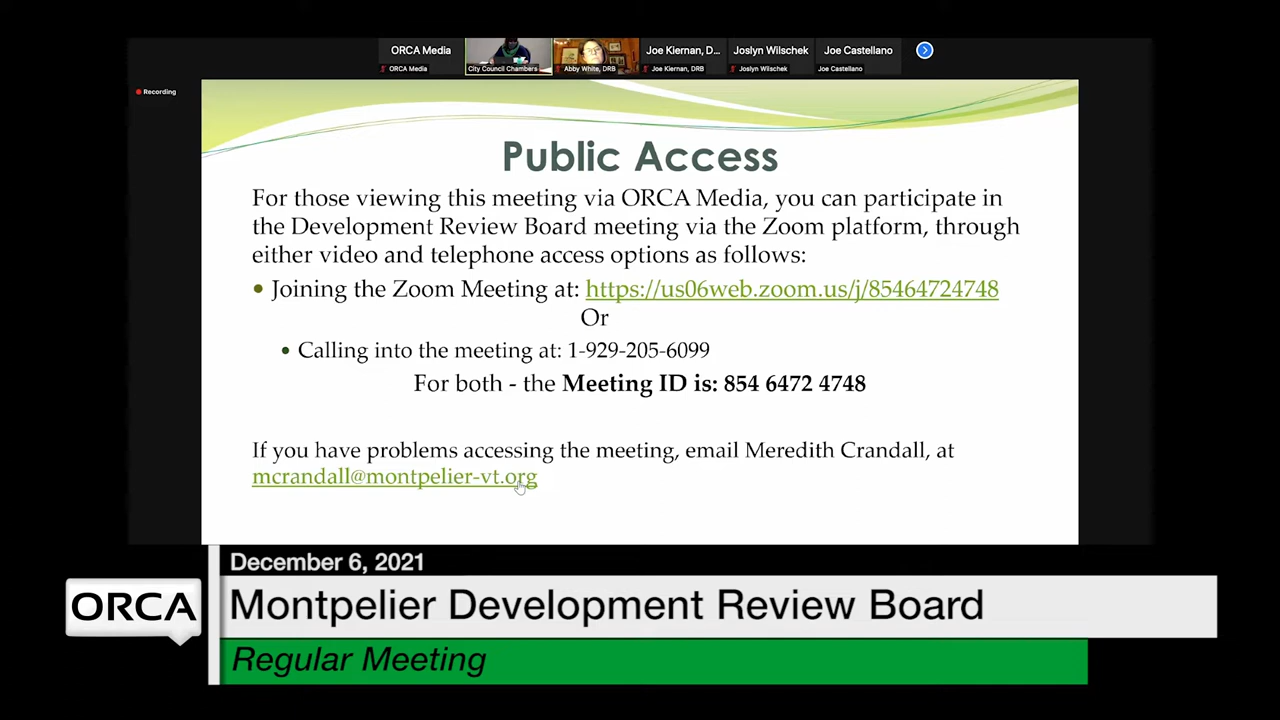 ORCA Media
Joe Kiernan, D...
Joslyn Wilschek
Joe Castellano
ORCA Media
City Council Chambers
Abby White, DRB
Joe Kiernan, DRB
Joslyn Wilschek
Joe Castellano
Recording
Public Access
For those viewing this meeting via ORCA Media, you can participate in
the Development Review Board meeting via the Zoom platform, through
either video and telephone access options as follows:
• Joining the Zoom Meeting at: https://us06web.zoom.us/j/85464724748
Or
• Calling into the meeting at: 1-929-205-6099
For both - the Meeting ID is: 854 6472 4748
If you have problems accessing the meeting, email Meredith Crandall, at
mcrandall@montpelier-vt.org
December 6, 2021
ORCA
Montpelier Development Review Board
Regular Meeting